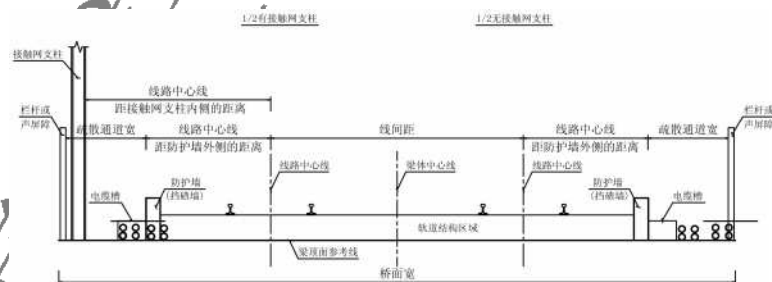 1/2有接触网支柱
1/2无接触网支柱
接触网支柱
线路中心线
距接触网支柱内侧的距离
栏杆或
声屏障
疏散通道宽
线路中心线
距防护墙外侧的距离
线间距
线路中心线
距防护墙外侧的距离
疏散通道宽
栏杆或
声屏障
电缆槽
防护墙
(挡砟墙)
线路中心线
梁体中心线
线路中心线
防护墙
(挡砟墙)
电缆槽
轨道结构区域
梁顶面参考线
桥面宽